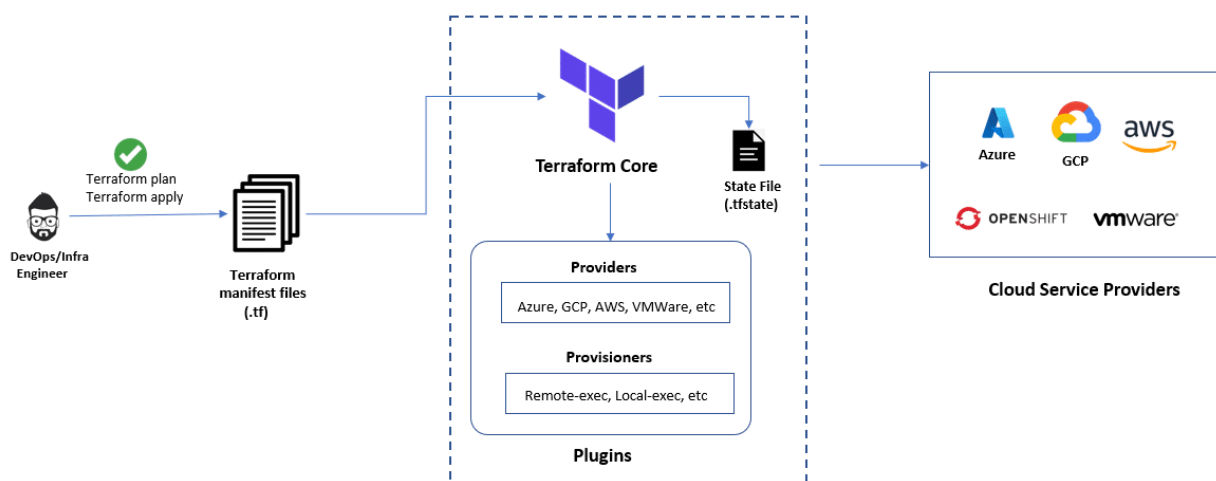 Terraform plan
Terraform apply
DevOps/Infra
Engineer
Terraform
manifest files
(.tf)
Terraform Core
State File
(.tfstate)
Providers
Azure, GCP, AWS, VMWare, etc
Provisioners
Remote-exec, Local-exec, etc
Plugins
Azure
GCP
aws
OPENSHIFT
vmware®
Cloud Service Providers